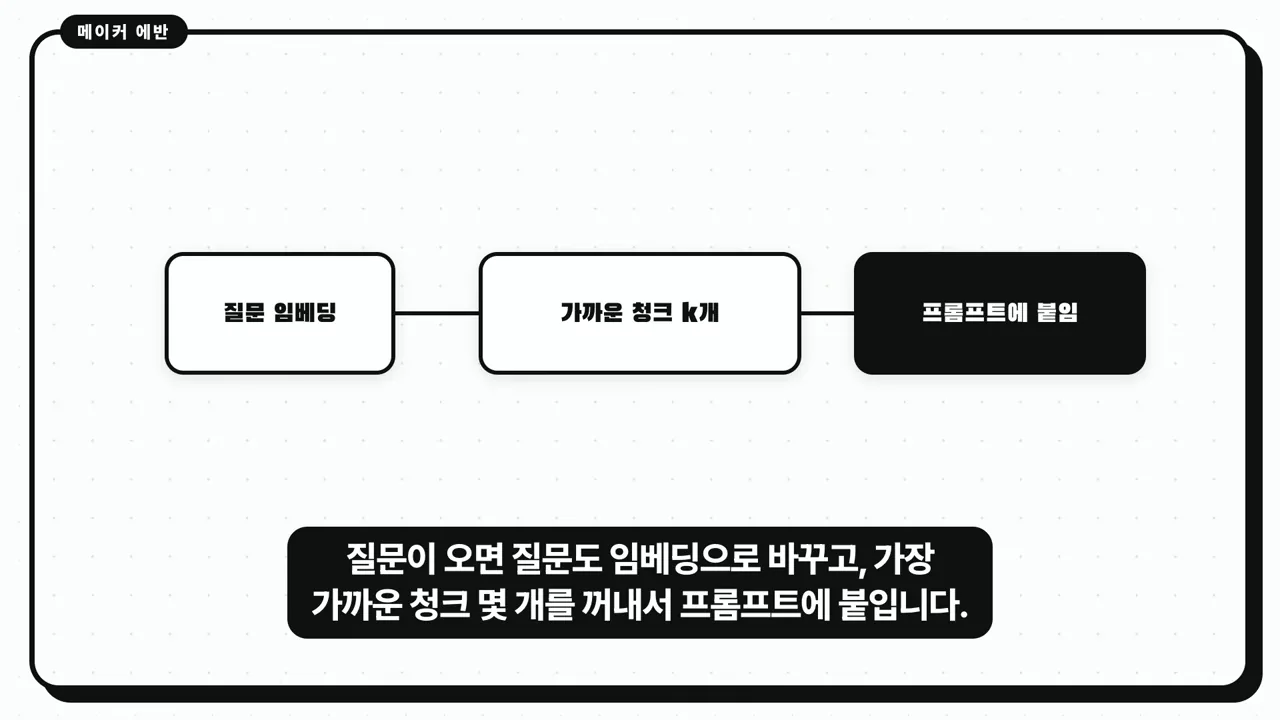 메이커 에반
질문 임베딩
가까운 청크 k개
프롬프트에 붙임
질문이 오면 질문도 임베딩으로 바꾸고, 가장
가까운 청크 몇 개를 꺼내서 프롬프트에 붙입니다.